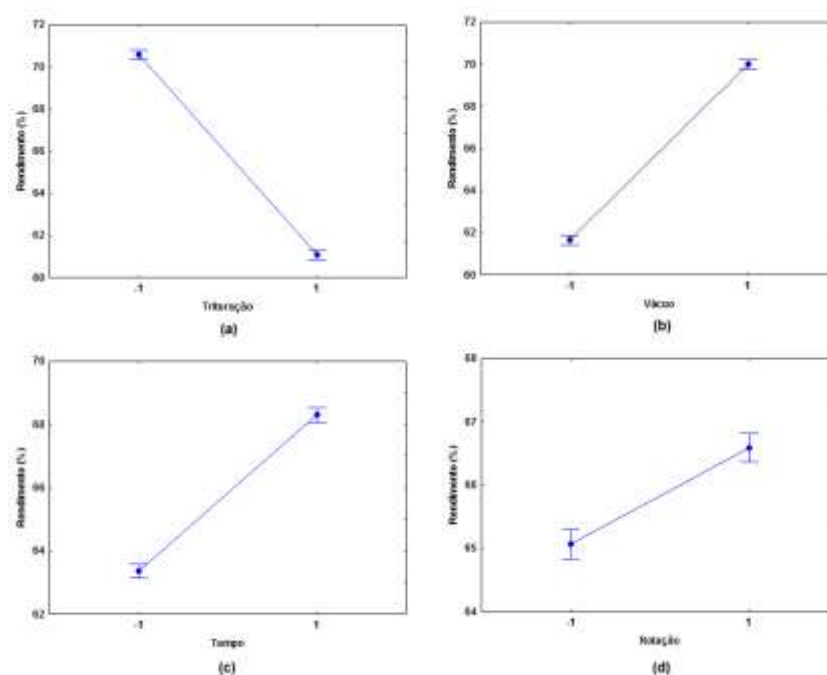 Rendimento (%)
72
70
68
66
64
62
60
-1 1
Trituração
(a)
Rendimento (%)
72
70
68
66
64
62
60
-1 1
Vácuo
(b)
Rendimento (%)
70
68
66
64
62
-1 1
Tempo
(c)
Rendimento (%)
68
67
66
65
64
-1 1
Rotação
(d)